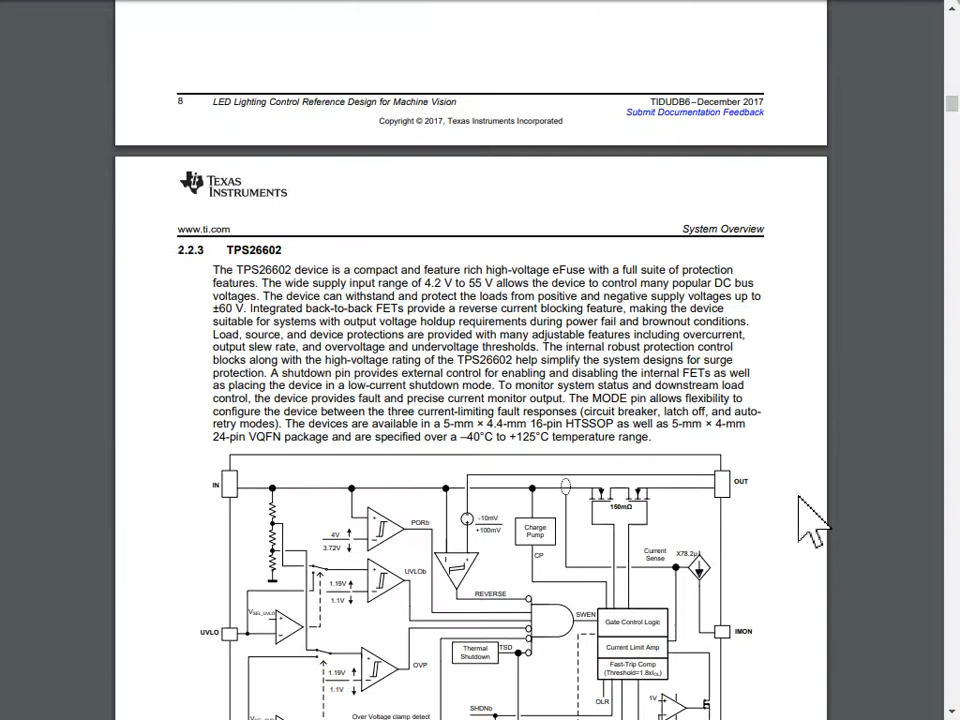 8 LED Lighting Control Reference Design for Machine Vision TIDUDB6–December 2017
Submit Documentation Feedback
Copyright © 2017, Texas Instruments Incorporated
TEXAS
INSTRUMENTS
www.ti.com System Overview
2.2.3 TPS26602
The TPS26602 device is a compact and feature rich high-voltage eFuse with a full suite of protection
features. The wide supply input range of 4.2 V to 55 V allows the device to control many popular DC bus
voltages. The device can withstand and protect the loads from positive and negative supply voltages up to
±60 V. Integrated back-to-back FETs provide a reverse current blocking feature, making the device
suitable for systems with output voltage holdup requirements during power fail and brownout conditions.
Load, source, and device protections are provided with many adjustable features including overcurrent,
output slew rate, and overvoltage and undervoltage thresholds. The internal robust protection control
blocks along with the high-voltage rating of the TPS26602 help simplify the system designs for surge
protection. A shutdown pin provides external control for enabling and disabling the internal FETs as well
as placing the device in a low-current shutdown mode. To monitor system status and downstream load
control, the device provides fault and precise current monitor output. The MODE pin allows flexibility to
configure the device between the three current-limiting fault responses (circuit breaker, latch off, and auto-
retry modes). The devices are available in a 5-mm × 4.4-mm 16-pin HTSSOP as well as 5-mm × 4-mm
24-pin VQFN package and are specified over a –40°C to +125°C temperature range.
IN
OUT
150mΩ
PORb
4V
3.72V
-10mV
+100mV
Charge
Pump
CP
Current
Sense
X78.2µ
UVLOb
1.19V
1.1V
REVERSE
SWEN
Gate Control Logic
UVLO
IMON
Current Limit Amp
Thermal
Shutdown
TSD
Fast-Trip Comp
OVP
1.19V
1.1V
OLR
1V
SHDNb
Over Voltage clamp detect